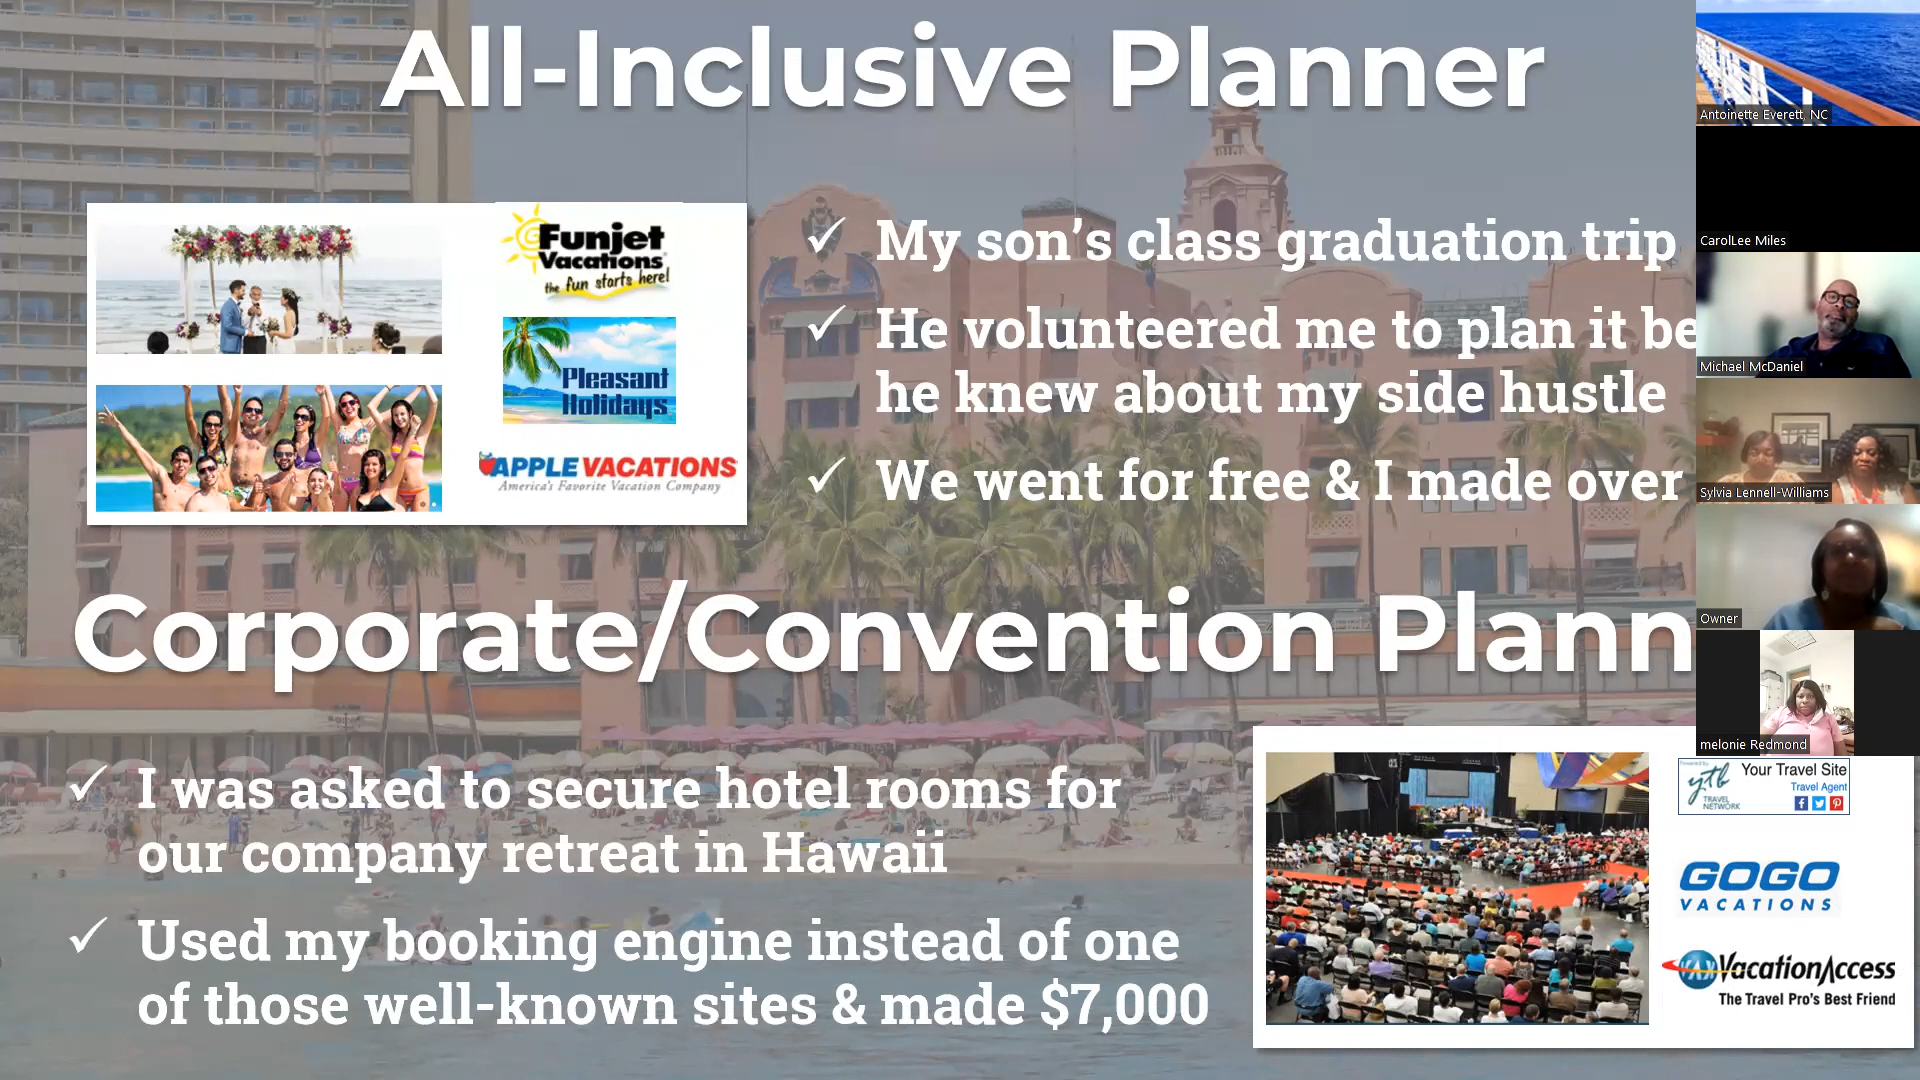 All-Inclusive Planner
Funjet
Vacations
the fun starts here!
Pleasant
Holidays
APPLE VACATIONS
America's Favorite Vacation Company
My son's class graduation trip
He volunteered me to plan it be
he knew about my side hustle
We went for free & I made over
Corporate/Convention Plann
I was asked to secure hotel rooms for
our company retreat in Hawaii
Used my booking engine instead of one
of those well-known sites & made $7,000
Powered by
ytb
TRAVEL
NETWORK
Your Travel Site
Travel Agent
GOGO
VACATIONS
VacationAccess
The Travel Pro's Best Friend
Antoinette Everett, NC
CarolLee Miles
Michael McDaniel
Sylvia Lennell-Williams
Owner
melonie Redmond